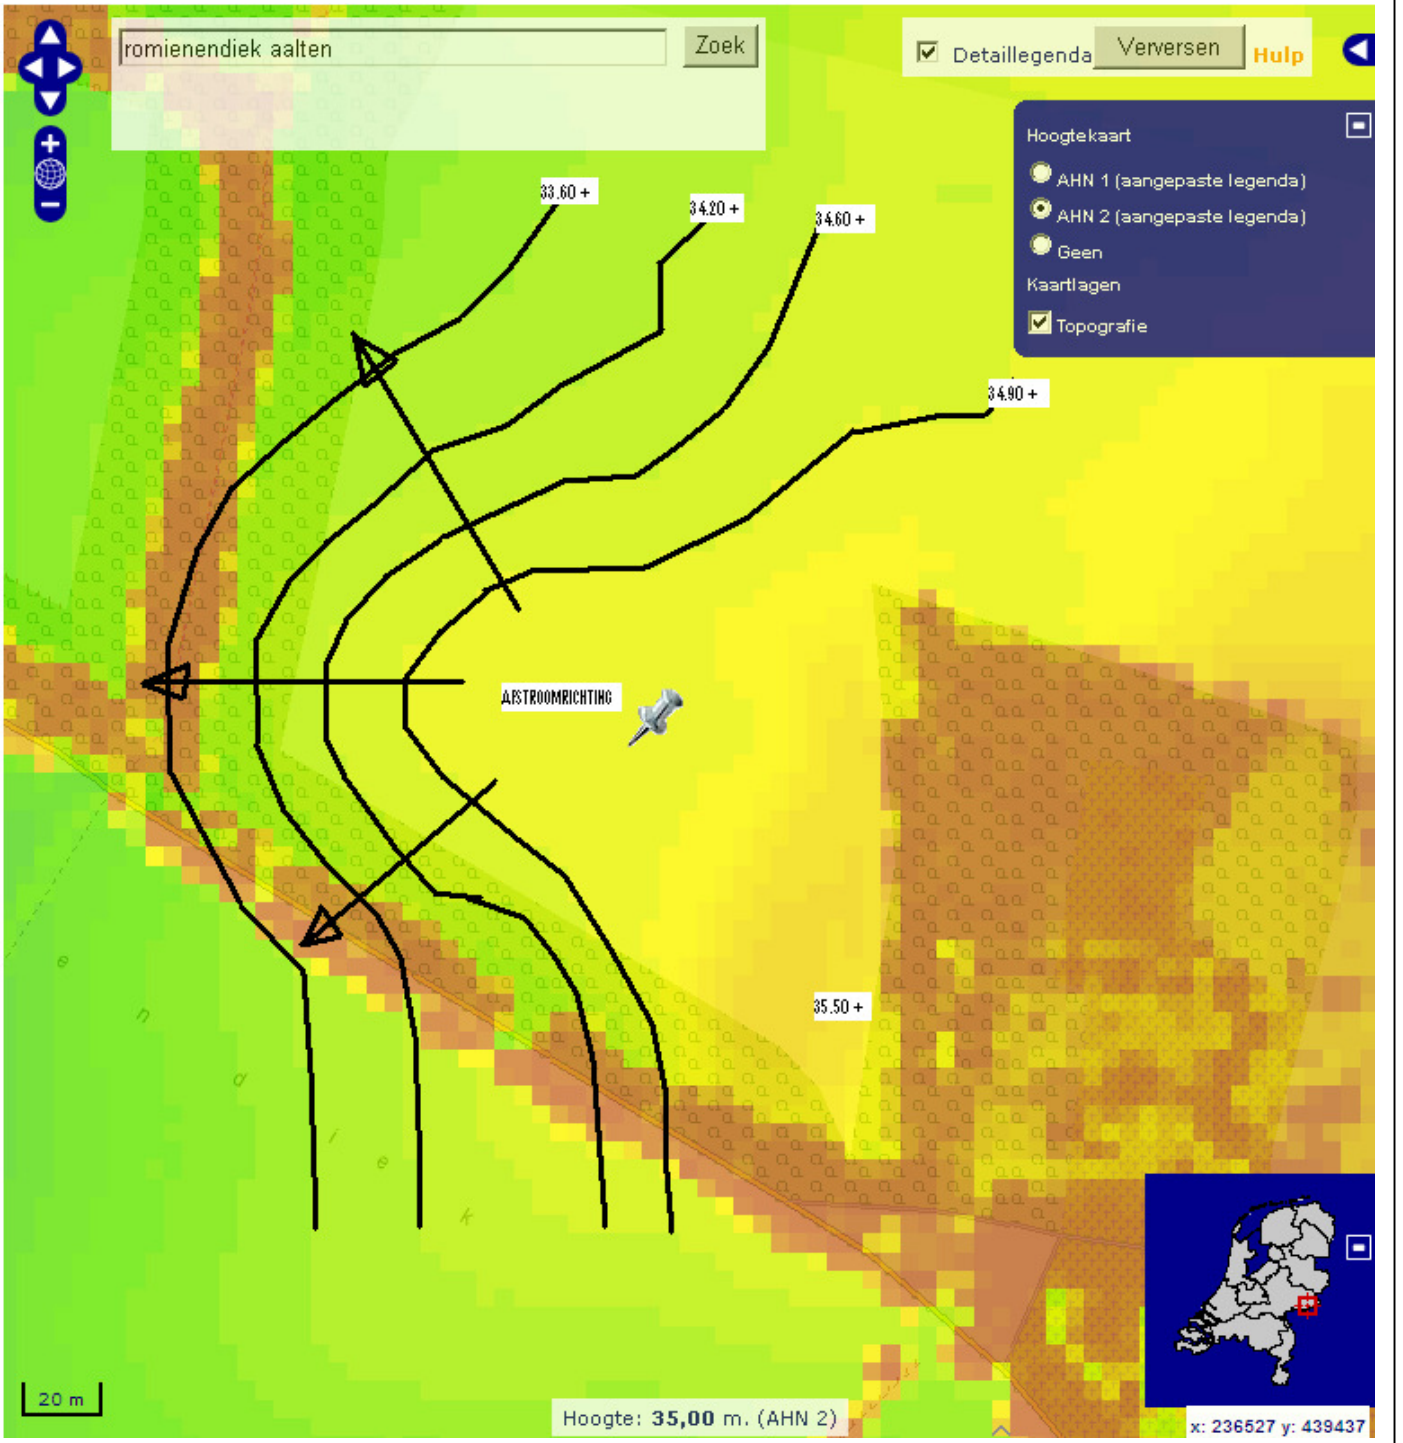 romienendiek aalten
Zoek
Detaillegenda
Verversen
Hulp
Hoogtekaart
AHN 1 (aangepaste legenda)
AHN 2 (aangepaste legenda)
Geen
Kaartlagen
Topografie
33.60 +
34.20 +
34.60 +
34.90 +
AFSTROOMRICHTING
35.50 +
e n d i e k
20 m
Hoogte: 35,00 m. (AHN 2)
x: 236527 y: 439437